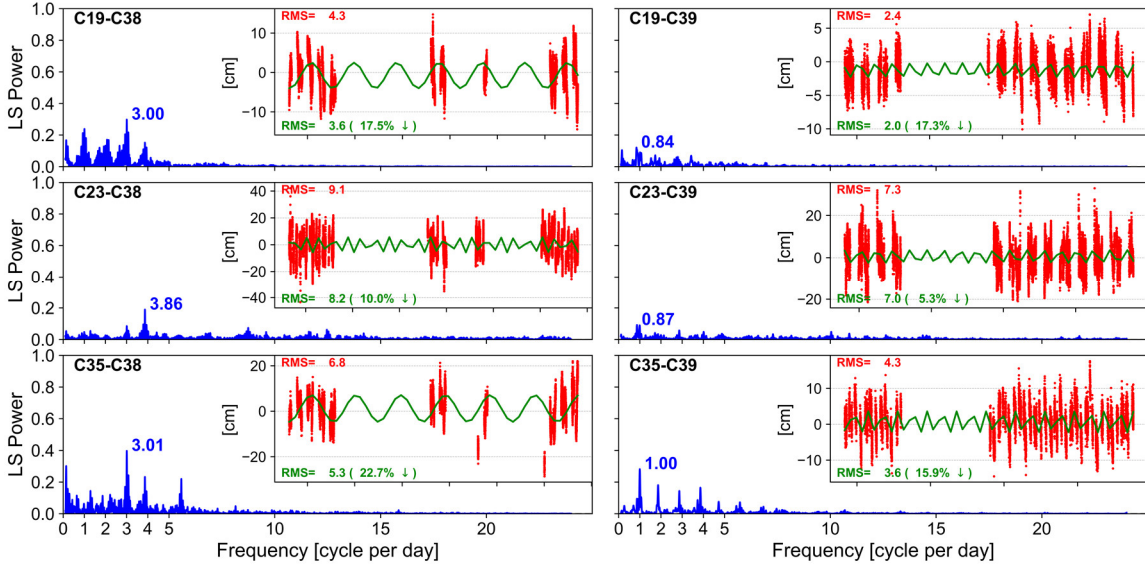 C19-C38
RMS= 4.3
RMS= 3.6 ( 17.5% ↓ )
3.00
LS Power
[cm]
1.0
0.8
0.6
0.4
0.2
0.0
10
0
−10
0 1 2 3 4 5 10 15 20
C19-C39
RMS= 2.4
RMS= 2.0 ( 17.3% ↓ )
0.84
[cm]
5
0
−5
−10
0 1 2 3 4 5 10 15 20
C23-C38
RMS= 9.1
RMS= 8.2 ( 10.0% ↓ )
3.86
LS Power
[cm]
1.0
0.8
0.6
0.4
0.2
0.0
40
20
0
−20
−40
C23-C39
RMS= 7.3
RMS= 7.0 ( 5.3% ↓ )
0.87
[cm]
20
0
−20
C35-C38
RMS= 6.8
RMS= 5.3 ( 22.7% ↓ )
3.01
LS Power
[cm]
1.0
0.8
0.6
0.4
0.2
0.0
20
0
−20
Frequency [cycle per day]
C35-C39
RMS= 4.3
RMS= 3.6 ( 15.9% ↓ )
1.00
[cm]
10
0
−10
Frequency [cycle per day]